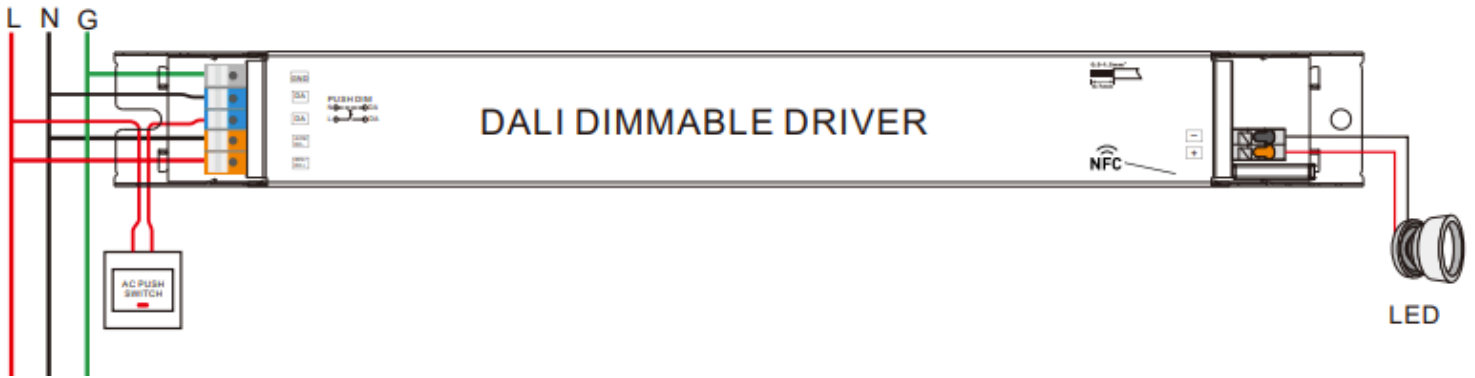 L N G
GND
DA
DA
PUSH DIM
N DA
L DA
DALI DIMMABLE DRIVER
NFC
−
+
AC PUSH
SWITCH
LED